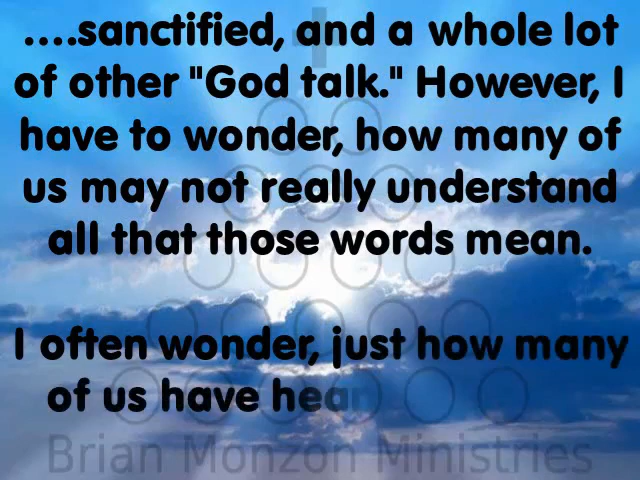 ....sanctified, and a whole lot
of other "God talk." However, I
have to wonder, how many of
us may not really understand
all that those words mean.
I often wonder, just how many
of us have hea
Brian Monzon Ministries